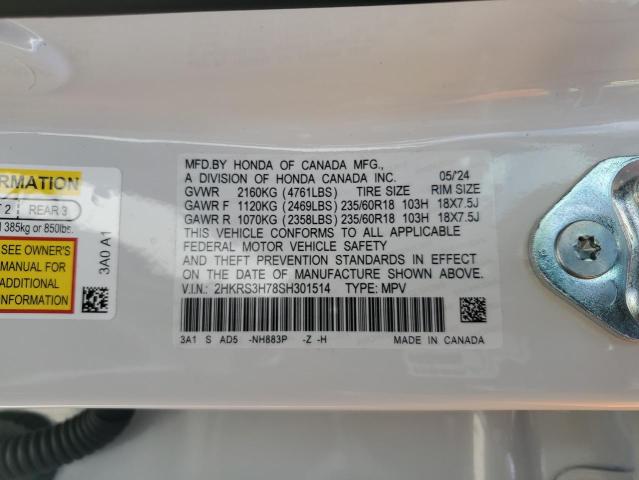 RMATION
T 2 REAR 3
385kg or 850lbs.
SEE OWNER'S
MANUAL FOR
ADDITIONAL
INFORMATION
3A0 A1
MFD.BY HONDA OF CANADA MFG.,
A DIVISION OF HONDA CANADA INC. 05/'24
GVWR 2160KG (4761LBS) TIRE SIZE RIM SIZE
GAWR F 1120KG (2469LBS) 235/60R18 103H 18X7.5J
GAWR R 1070KG (2358LBS) 235/60R18 103H 18X7.5J
THIS VEHICLE CONFORMS TO ALL APPLICABLE
FEDERAL MOTOR VEHICLE SAFETY
AND THEFT PREVENTION STANDARDS IN EFFECT
ON THE DATE OF MANUFACTURE SHOWN ABOVE.
V.I.N.: 2HKRS3H78SH301514 TYPE: MPV
3A1 S AD5 -NH883P -Z -H MADE IN CANADA